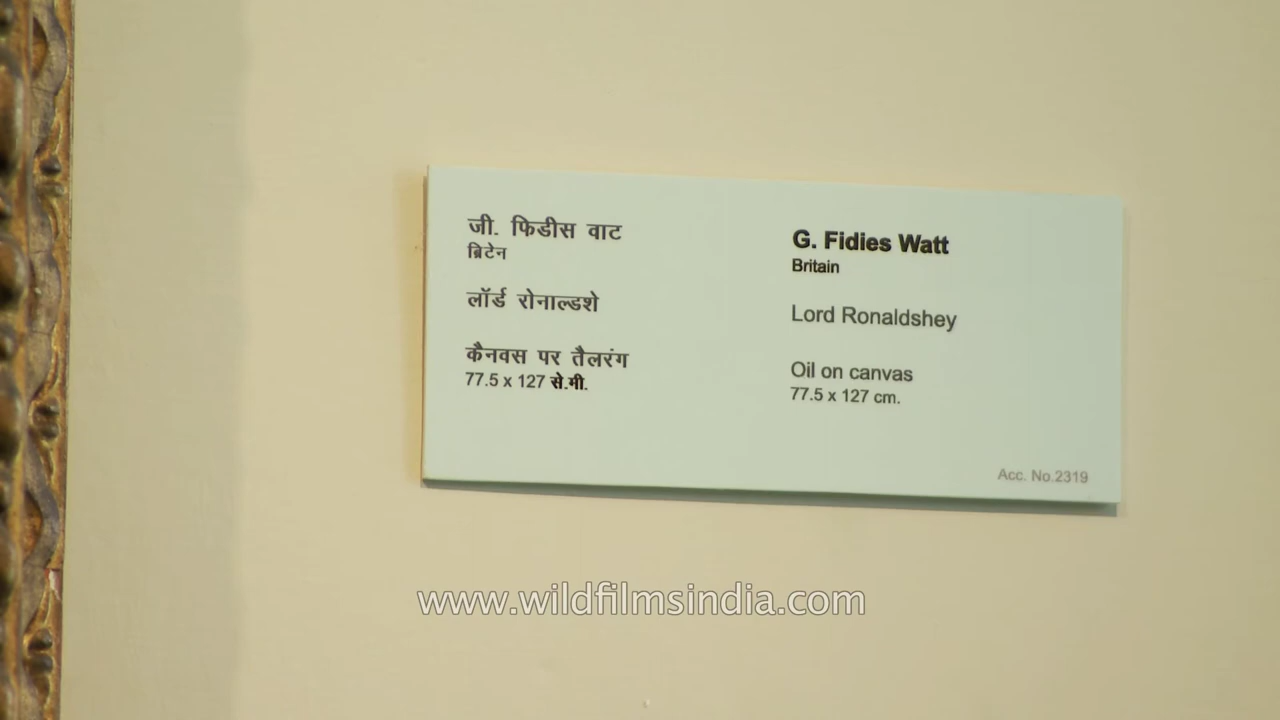 जी. फिडीस वाट
ब्रिटेन
लॉर्ड रोनाल्डशे
कैनवस पर तैलरंग
77.5 x 127 से.मी.
G. Fidies Watt
Britain
Lord Ronaldshey
Oil on canvas
77.5 x 127 cm.
Acc. No.2319
www.wildfilmsindia.com